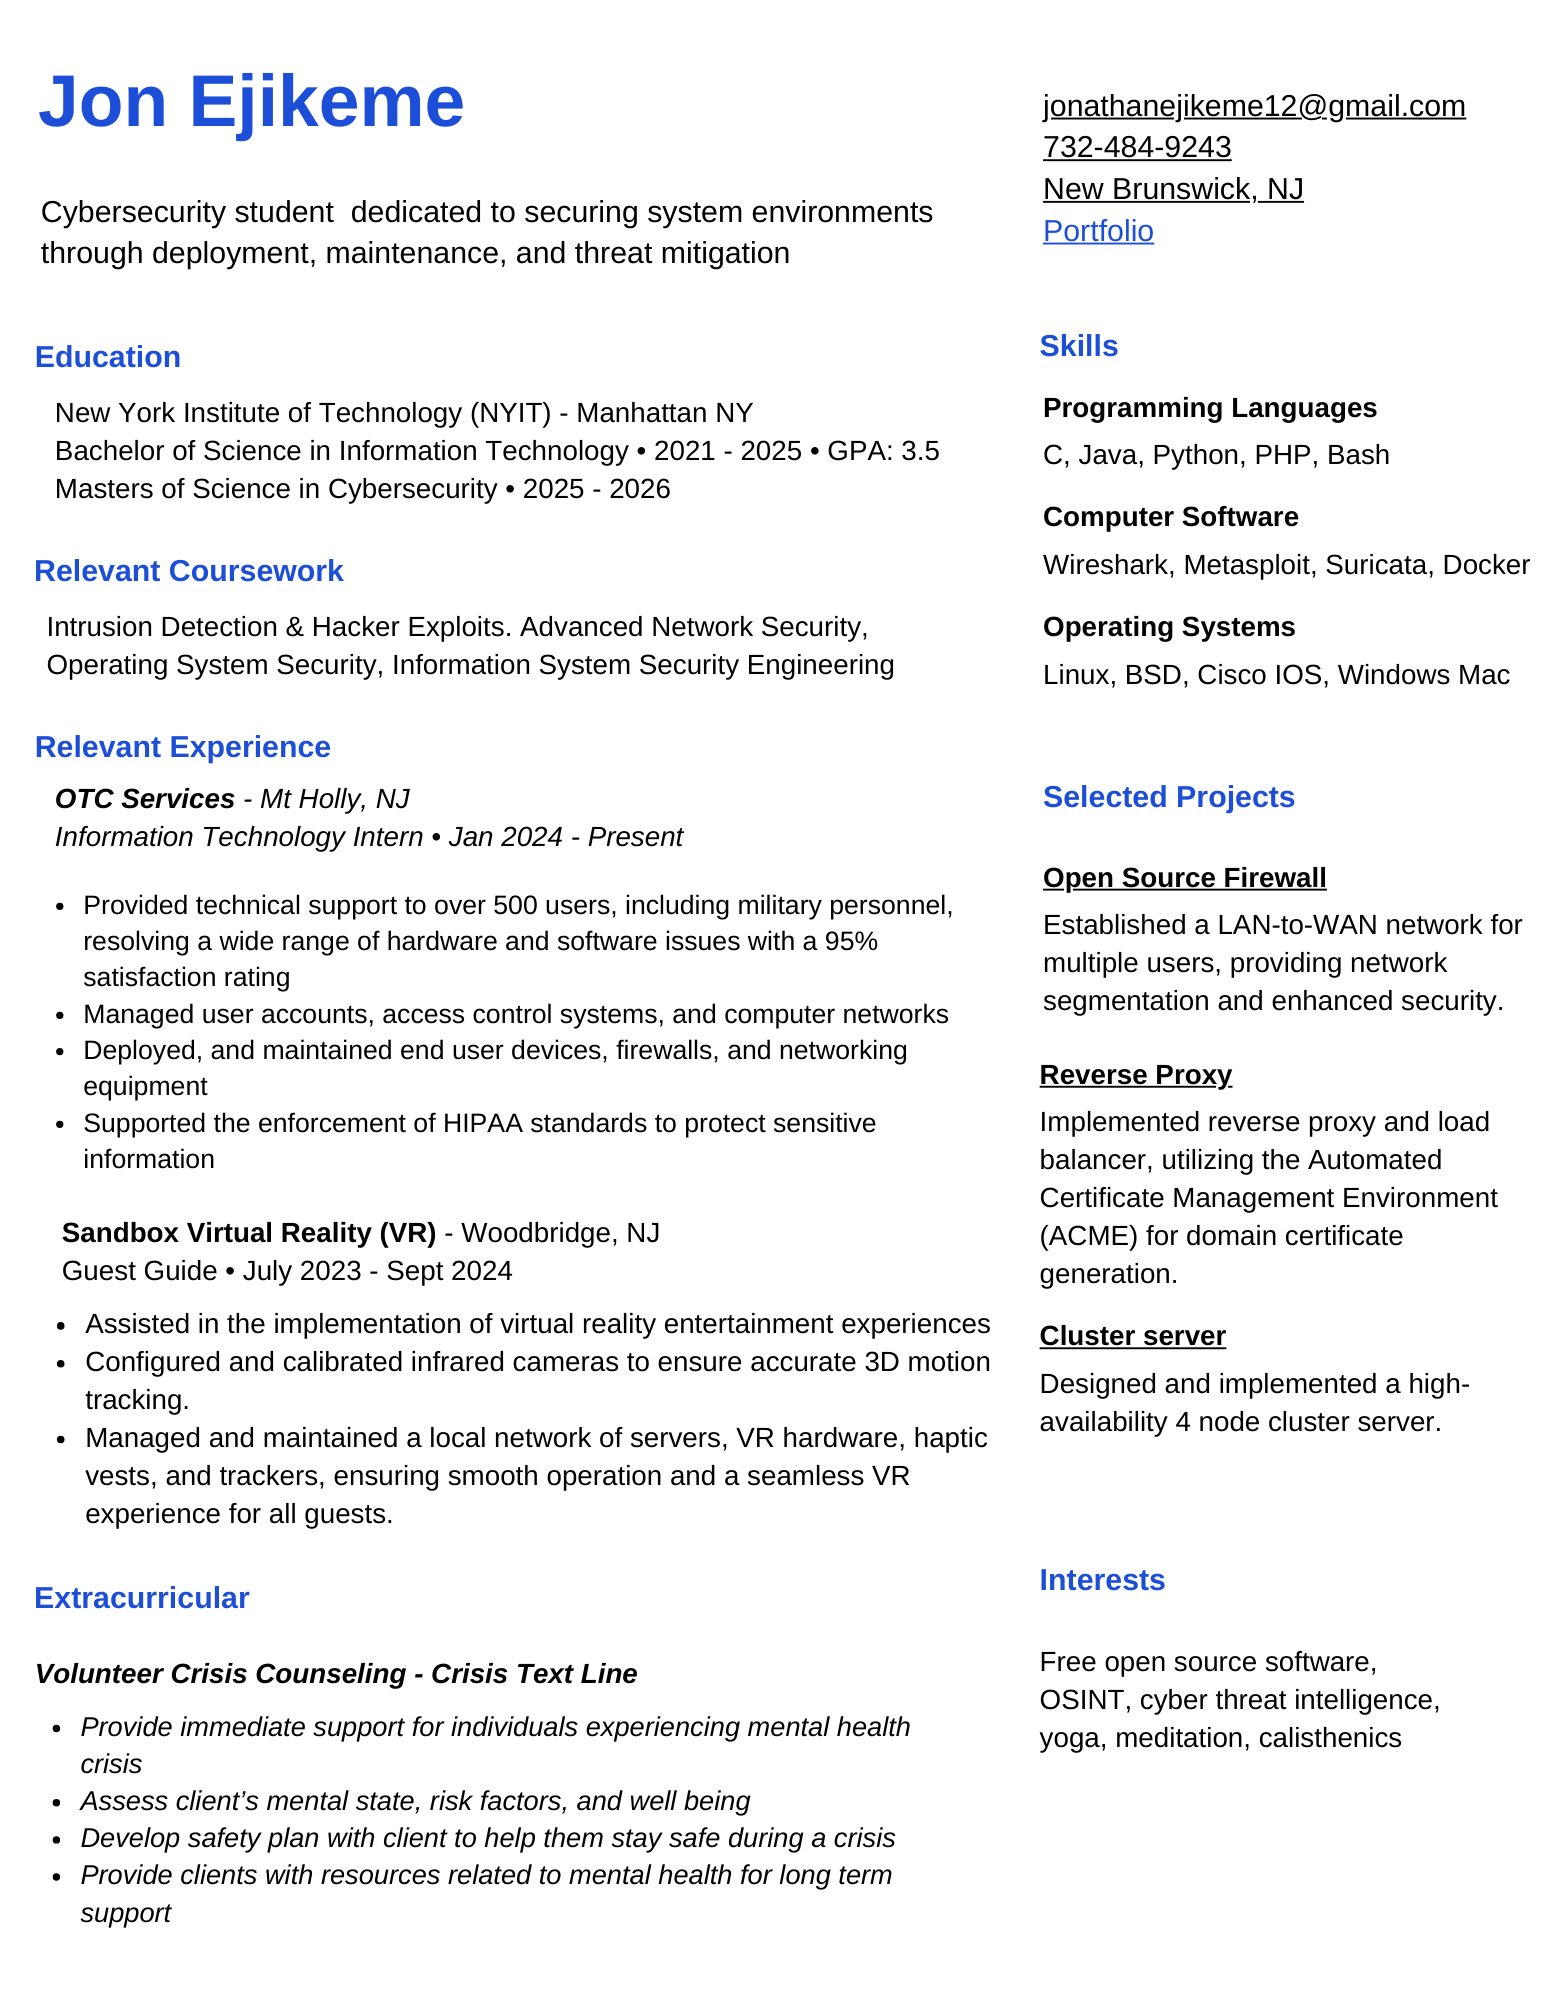 Jon Ejikeme
Cybersecurity student  dedicated to securing system environments
through deployment, maintenance, and threat mitigation
jonathanejikeme12@gmail.com
732-484-9243
New Brunswick, NJ
Portfolio
Education
New York Institute of Technology (NYIT) - Manhattan NY
Bachelor of Science in Information Technology • 2021 - 2025 • GPA: 3.5
Masters of Science in Cybersecurity • 2025 - 2026
Relevant Coursework
Intrusion Detection & Hacker Exploits. Advanced Network Security,
Operating System Security, Information System Security Engineering
Relevant Experience
OTC Services - Mt Holly, NJ
Information Technology Intern • Jan 2024 - Present
• Provided technical support to over 500 users, including military personnel,
resolving a wide range of hardware and software issues with a 95%
satisfaction rating
• Managed user accounts, access control systems, and computer networks
• Deployed, and maintained end user devices, firewalls, and networking
equipment
• Supported the enforcement of HIPAA standards to protect sensitive
information
Sandbox Virtual Reality (VR) - Woodbridge, NJ
Guest Guide • July 2023 - Sept 2024
• Assisted in the implementation of virtual reality entertainment experiences
• Configured and calibrated infrared cameras to ensure accurate 3D motion
tracking.
• Managed and maintained a local network of servers, VR hardware, haptic
vests, and trackers, ensuring smooth operation and a seamless VR
experience for all guests.
Extracurricular
Volunteer Crisis Counseling - Crisis Text Line
• Provide immediate support for individuals experiencing mental health
crisis
• Assess client’s mental state, risk factors, and well being
• Develop safety plan with client to help them stay safe during a crisis
• Provide clients with resources related to mental health for long term
support
Skills
Programming Languages
C, Java, Python, PHP, Bash
Computer Software
Wireshark, Metasploit, Suricata, Docker
Operating Systems
Linux, BSD, Cisco IOS, Windows Mac
Selected Projects
Open Source Firewall
Established a LAN-to-WAN network for
multiple users, providing network
segmentation and enhanced security.
Reverse Proxy
Implemented reverse proxy and load
balancer, utilizing the Automated
Certificate Management Environment
(ACME) for domain certificate
generation.
Cluster server
Designed and implemented a high-
availability 4 node cluster server.
Interests
Free open source software,
OSINT, cyber threat intelligence,
yoga, meditation, calisthenics